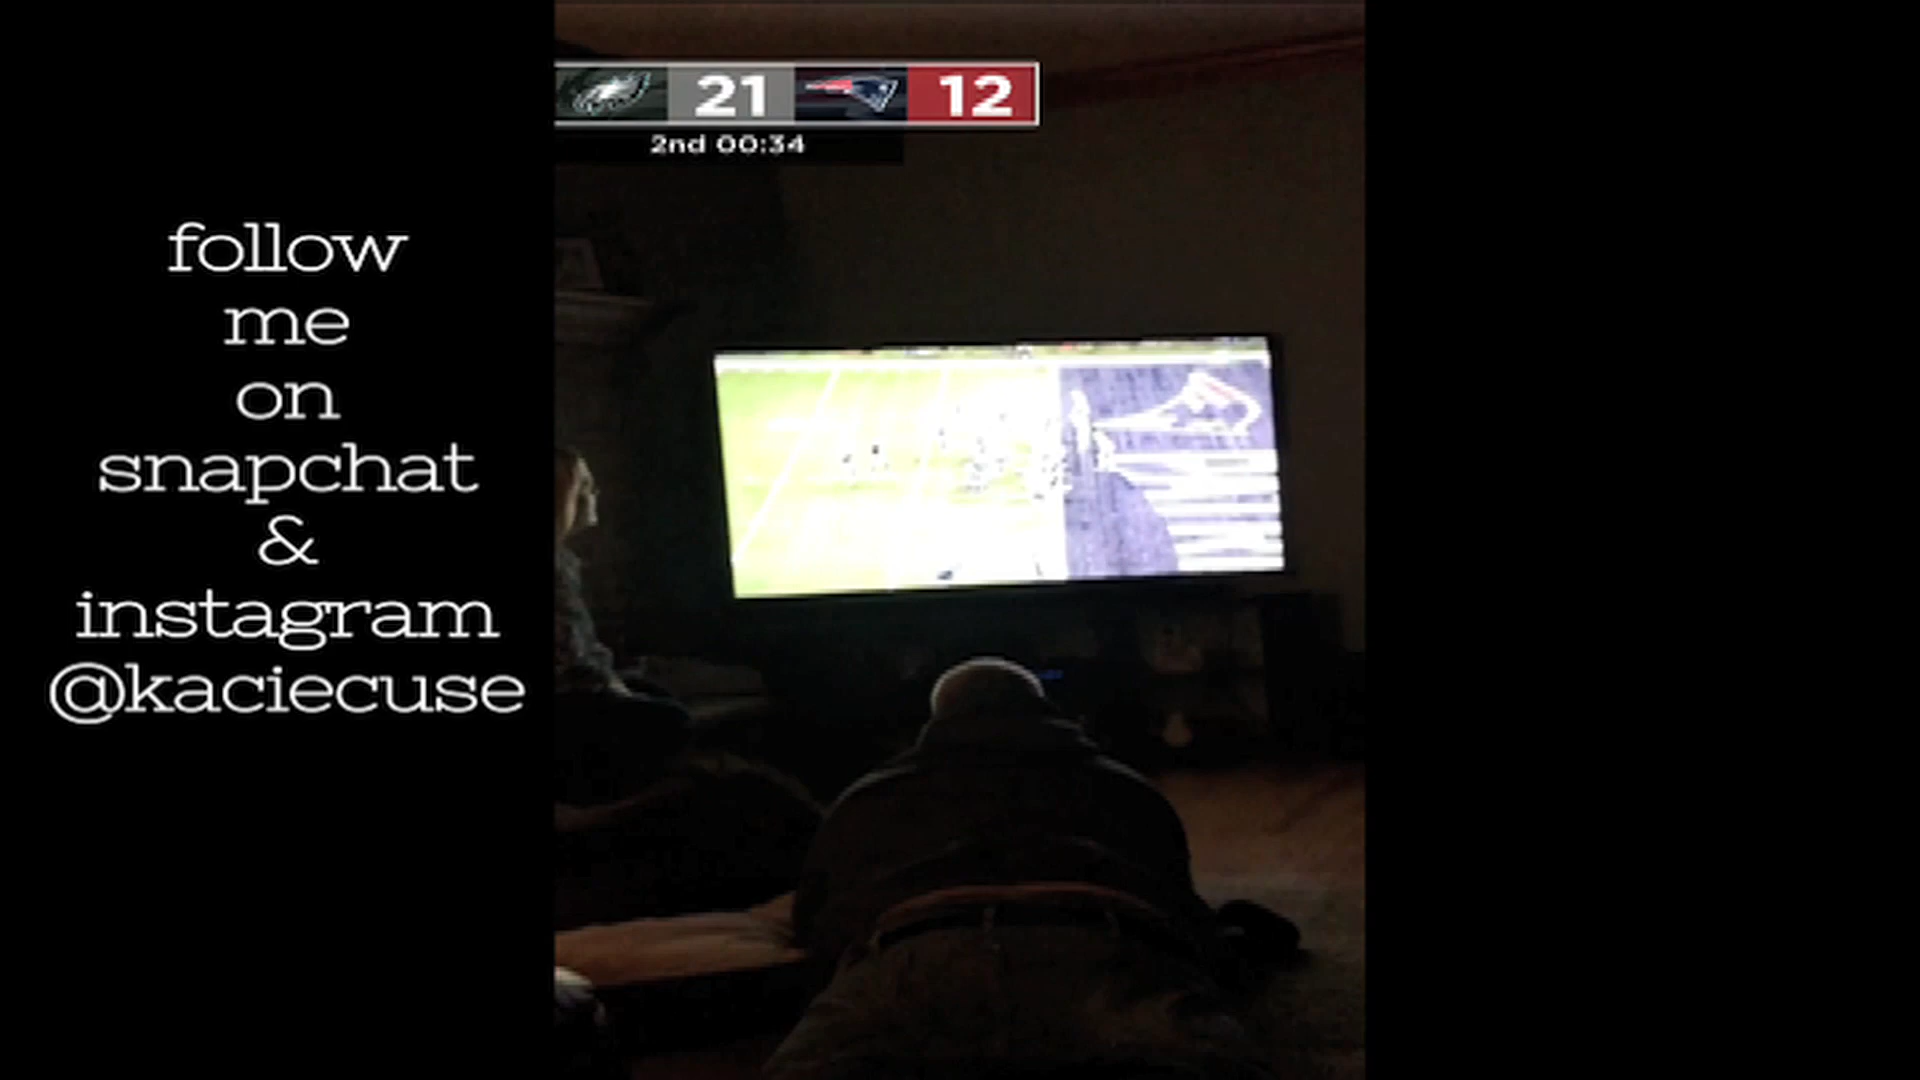 follow
me
on
snapchat
&
instagram
@kaciecuse
21 12
2nd 00:34